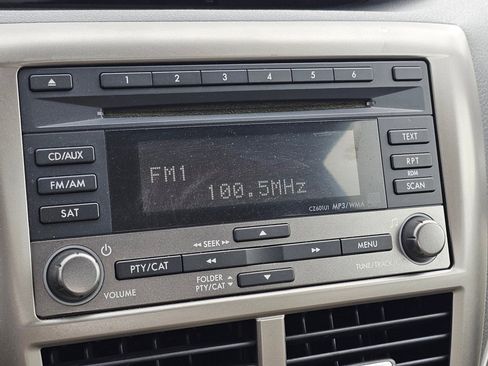 1 2 3 4 5 6
CD/AUX
FM/AM
SAT
FM1
100.5MHz
CZ601U1 MP3/WMA
TEXT
RPT
RDM
SCAN
SEEK
PTY/CAT
MENU
VOLUME
FOLDER
PTY/CAT
TUNE/TRACK